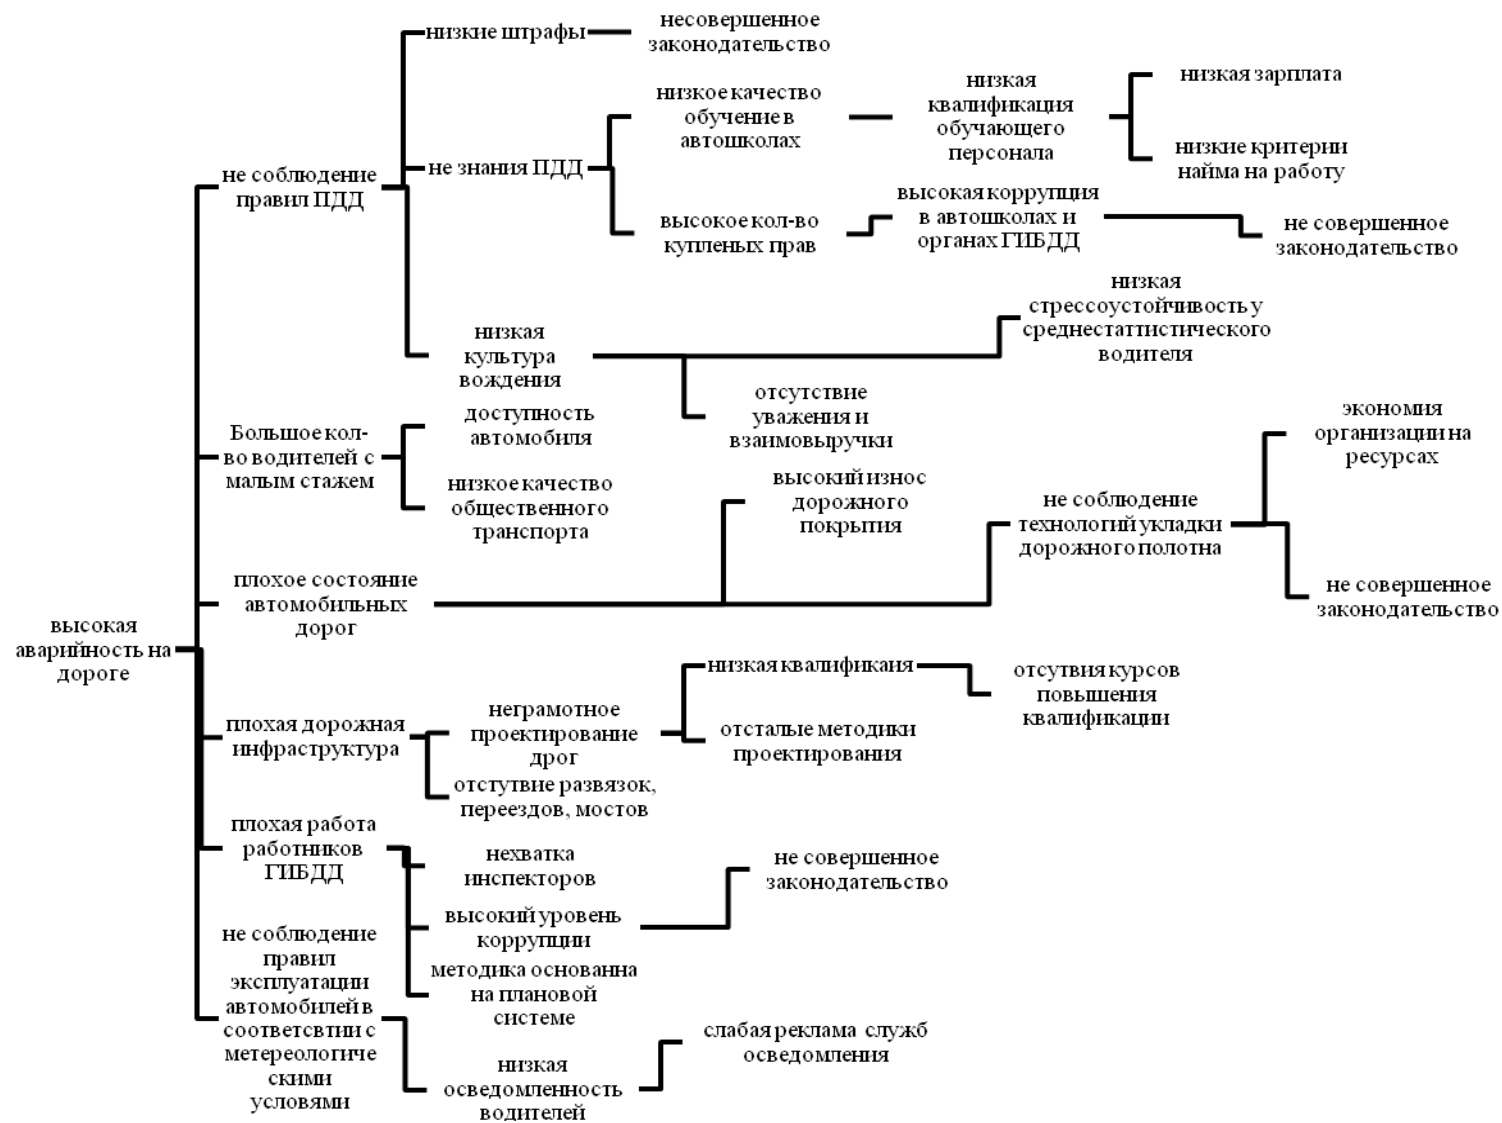 низкие штрафы
несовершенное
законодательство
низкое качество
обучение в
автошколах
низкая
квалификация
обучающего
персонала
низкая зарплата
низкие критерии
найма на работу
не соблюдение
правил ПДД
не знания ПДД
высокое кол-во
купленых прав
высокая коррупция
в автошколах и
органах ГИБДД
не совершенное
законодательство
низкая
культура
вождения
низкая
стрессоустойчивость у
среднестаттистического
водителя
отсутствие
уважения и
взаимовыручки
Большое кол-
во водителей с
малым стажем
доступность
автомобиля
низкое качество
общественного
транспорта
высокий износ
дорожного
покрытия
не соблюдение
технологий укладки
дорожного полотна
экономия
организации на
ресурсах
не совершенное
законодательство
плохое состояние
автомобильных
дорог
высокая
аварийность на
дороге
плохая дорожная
инфраструктура
неграмотное
проектирование
дрог
отстутвие развязок,
переездов, мостов
низкая квалификаия
отсутвия курсов
повышения
квалификации
отсталые методики
проектирования
плохая работа
работников
ГИБДД
нехватка
инспекторов
высокий уровень
коррупции
не совершенное
законодательство
методика основанна
на плановой
системе
не соблюдение
правил
эксплуатации
автомобилей в
соответсвтии с
метереологиче
скими
условями
низкая
осведомленность
водителей
слабая реклама служб
осведомления